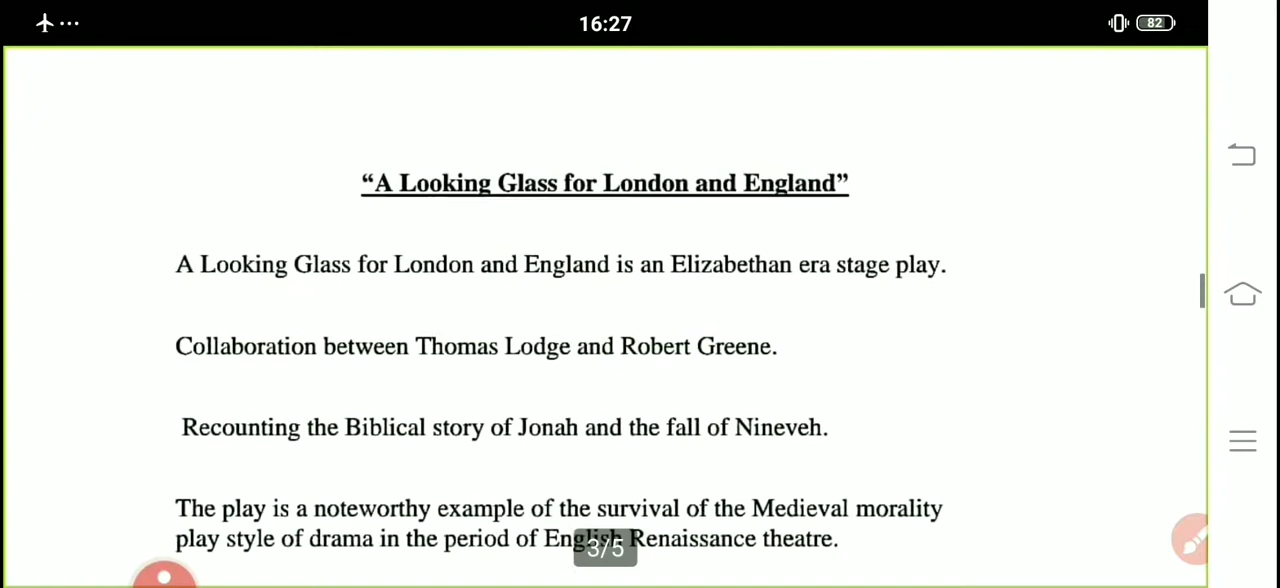 16:27
82
“A Looking Glass for London and England”
A Looking Glass for London and England is an Elizabethan era stage play.
Collaboration between Thomas Lodge and Robert Greene.
Recounting the Biblical story of Jonah and the fall of Nineveh.
The play is a noteworthy example of the survival of the Medieval morality
play style of drama in the period of English Renaissance theatre.
3/5